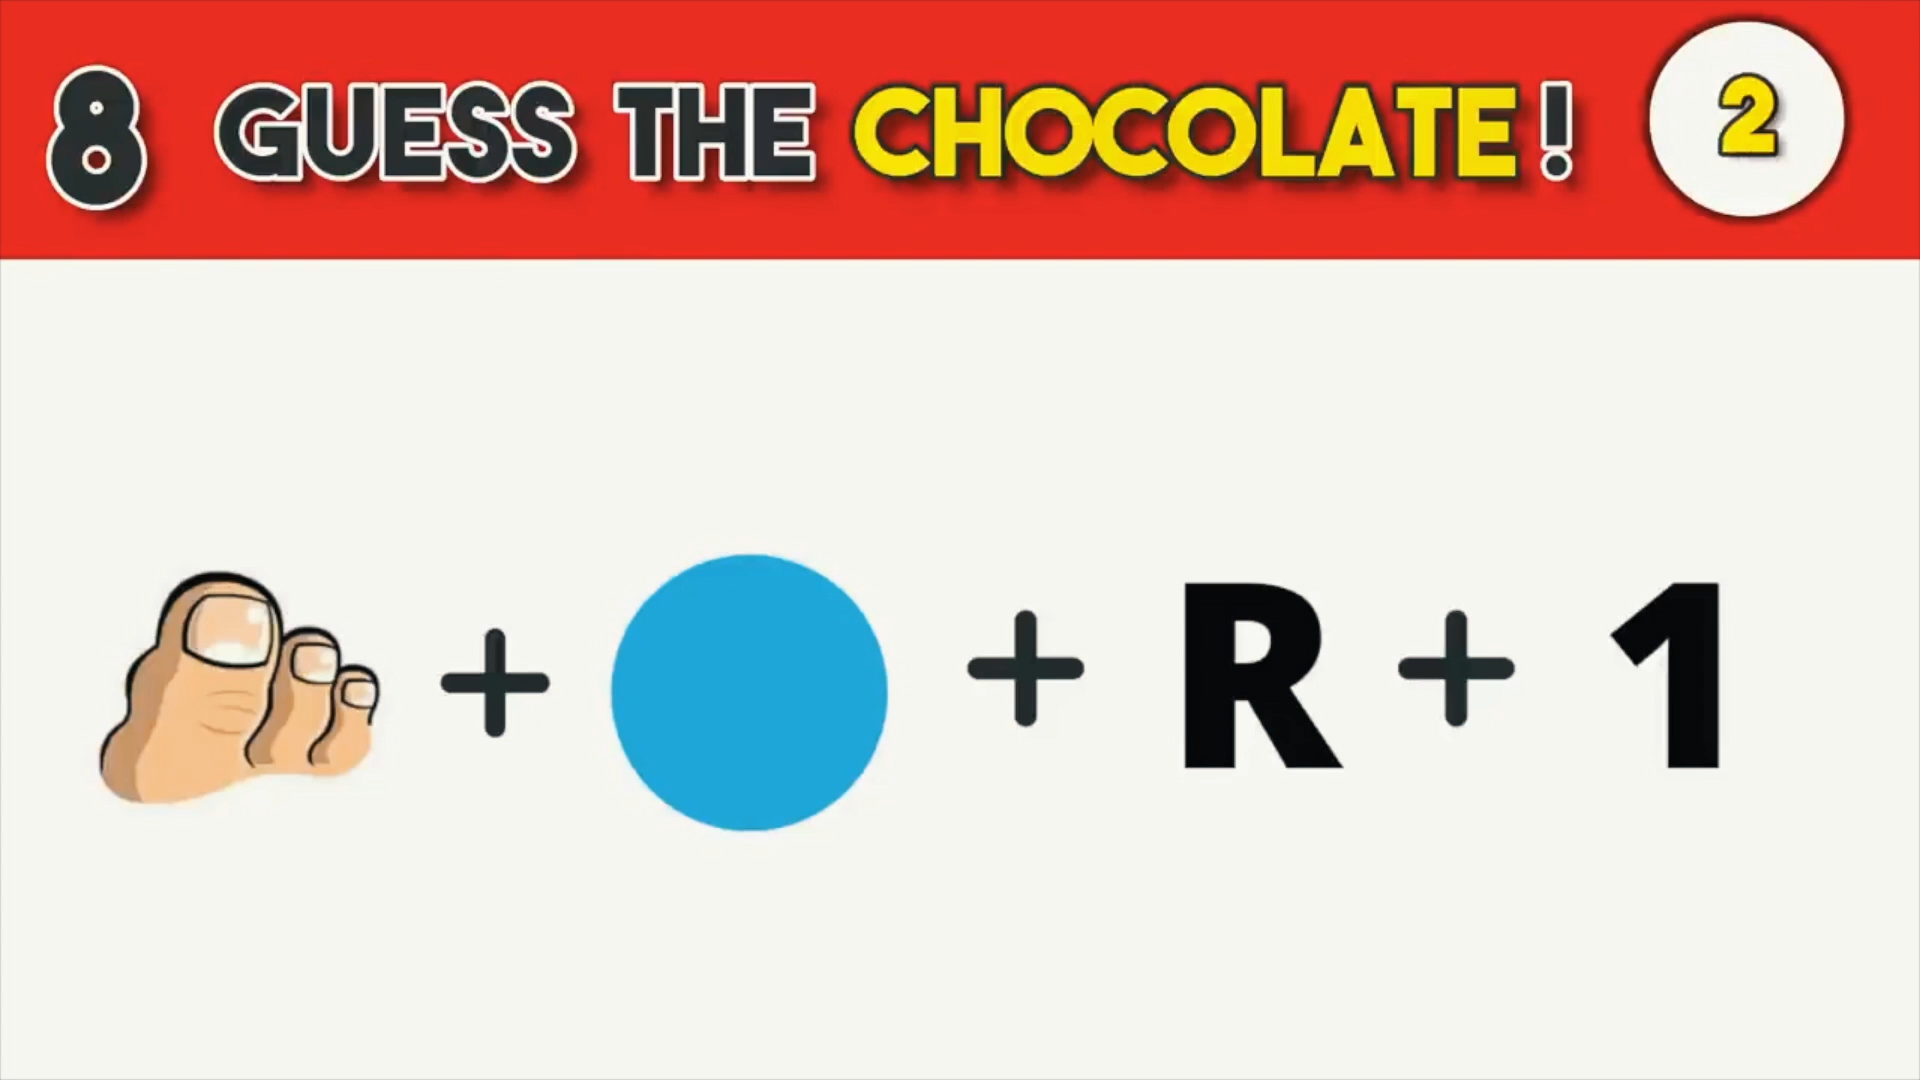 8 GUESS THE CHOCOLATE! 2
+ + R + 1